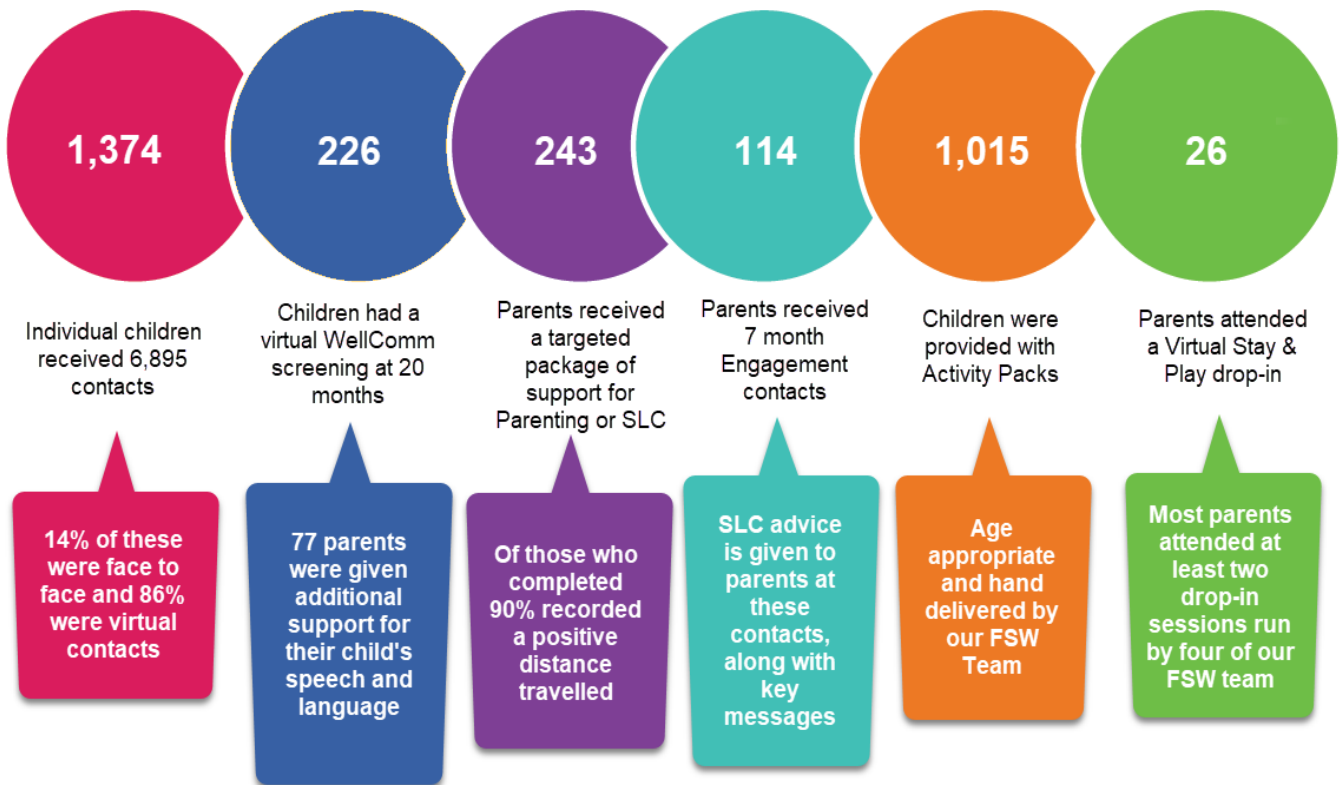 1,374
226
243
114
1,015
26
Individual children
received 6,895
contacts
Children had a
virtual WellComm
screening at 20
months
Parents received
a targeted
package of
support for
Parenting or SLC
Parents received
7 month
Engagement
contacts
Children were
provided with
Activity Packs
Parents attended
a Virtual Stay &
Play drop-in
14% of these
were face to
face and 86%
were virtual
contacts
77 parents
were given
additional
support for
their child's
speech and
language
Of those who
completed
90% recorded
a positive
distance
travelled
SLC advice
is given to
parents at
these
contacts,
along with
key
messages
Age
appropriate
and hand
delivered by
our FSW
Team
Most parents
attended at
least two
drop-in
sessions run
by four of our
FSW team